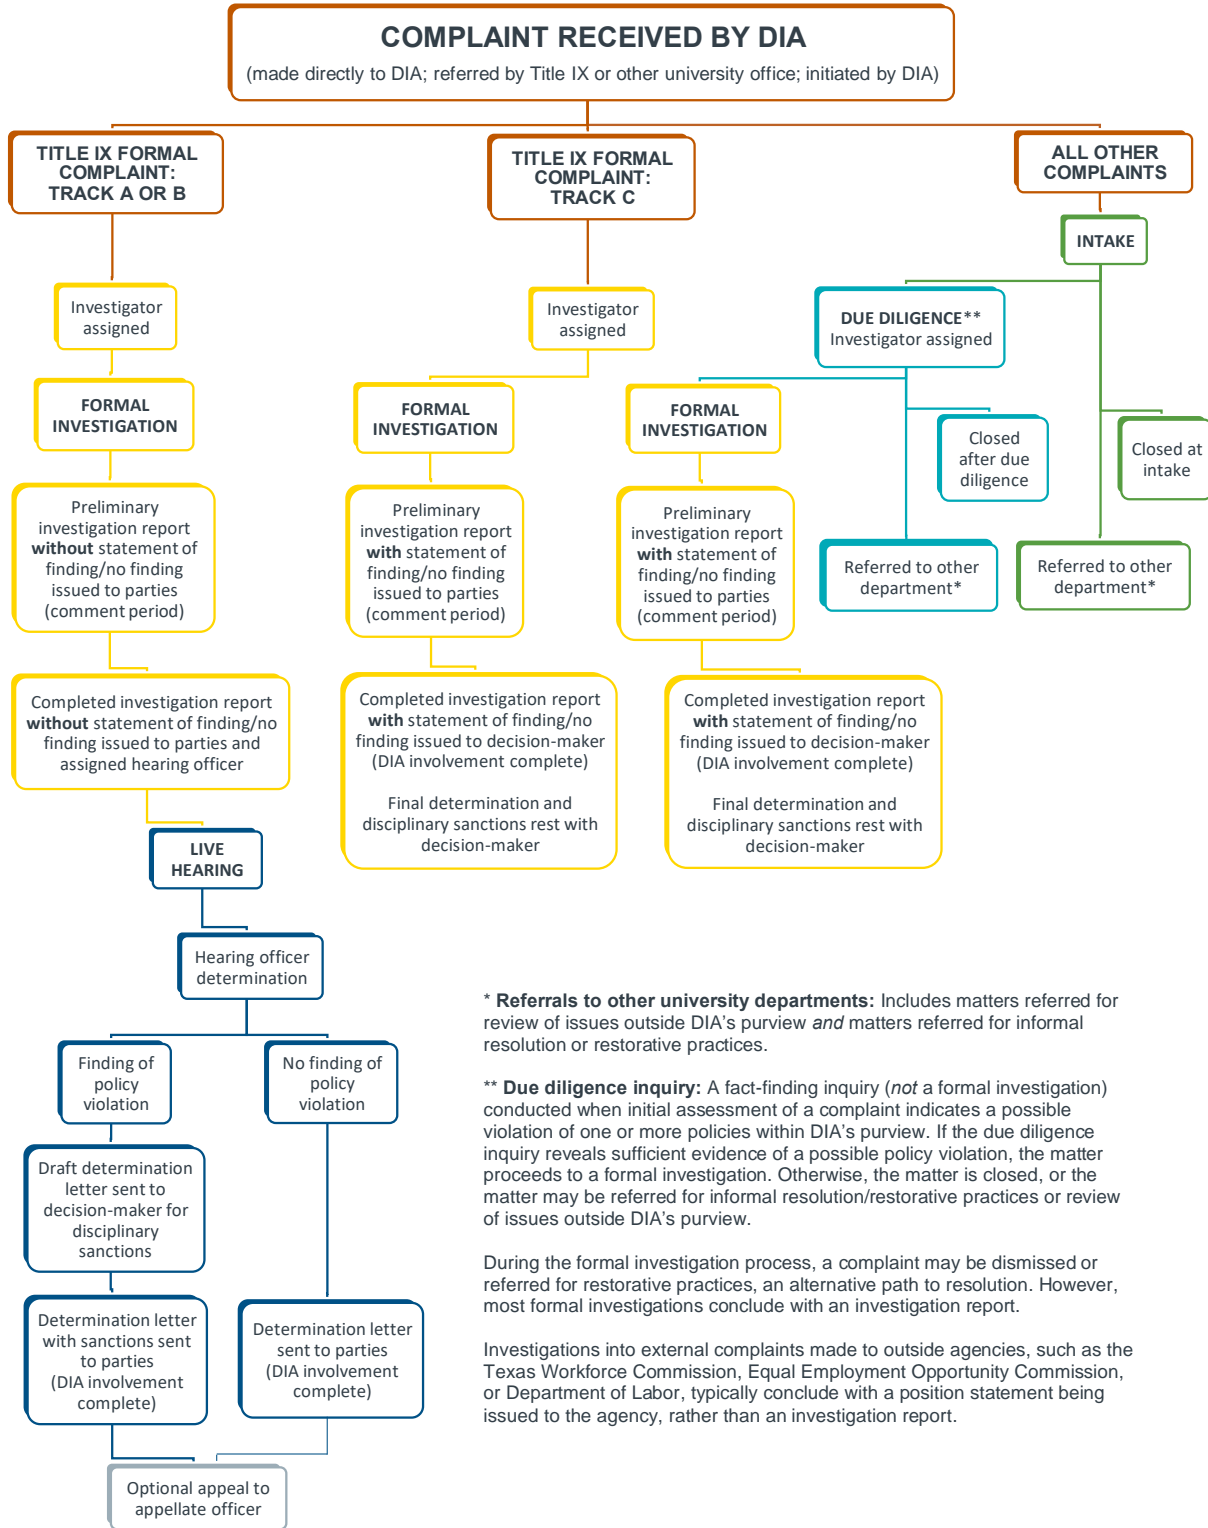 COMPLAINT RECEIVED BY DIA
(made directly to DIA; referred by Title IX or other university office; initiated by DIA)
TITLE IX FORMAL
COMPLAINT:
TRACK A OR B
Investigator
assigned
FORMAL
INVESTIGATION
Preliminary
investigation report
without statement of
finding/no finding
issued to parties
(comment period)
Completed investigation report
without statement of finding/no
finding issued to parties and
assigned hearing officer
LIVE
HEARING
Hearing officer
determination
Finding of
policy
violation
Draft determination
letter sent to
decision-maker for
disciplinary
sanctions
Determination letter
with sanctions sent
to parties
(DIA involvement
complete)
No finding of
policy
violation
Determination letter
sent to parties
(DIA involvement
complete)
Optional appeal to
appellate officer
TITLE IX FORMAL
COMPLAINT:
TRACK C
Investigator
assigned
FORMAL
INVESTIGATION
Preliminary
investigation report
with statement of
finding/no finding
issued to parties
(comment period)
Completed investigation report
with statement of finding/no
finding issued to decision-maker
(DIA involvement complete)
Final determination and
disciplinary sanctions rest with
decision-maker
ALL OTHER
COMPLAINTS
INTAKE
DUE DILIGENCE**
Investigator assigned
FORMAL
INVESTIGATION
Preliminary
investigation report
with statement of
finding/no finding
issued to parties
(comment period)
Completed investigation report
with statement of finding/no
finding issued to decision-maker
(DIA involvement complete)
Final determination and
disciplinary sanctions rest with
decision-maker
Closed
after due
diligence
Referred to other
department*
Closed at
intake
Referred to other
department*
* Referrals to other university departments: Includes matters referred for
review of issues outside DIA's purview and matters referred for informal
resolution or restorative practices.
** Due diligence inquiry: A fact-finding inquiry (not a formal investigation)
conducted when initial assessment of a complaint indicates a possible
violation of one or more policies within DIA's purview. If the due diligence
inquiry reveals sufficient evidence of a possible policy violation, the matter
proceeds to a formal investigation. Otherwise, the matter is closed, or the
matter may be referred for informal resolution/restorative practices or review
of issues outside DIA's purview.
During the formal investigation process, a complaint may be dismissed or
referred for restorative practices, an alternative path to resolution. However,
most formal investigations conclude with an investigation report.
Investigations into external complaints made to outside agencies, such as the
Texas Workforce Commission, Equal Employment Opportunity Commission,
or Department of Labor, typically conclude with a position statement being
issued to the agency, rather than an investigation report.